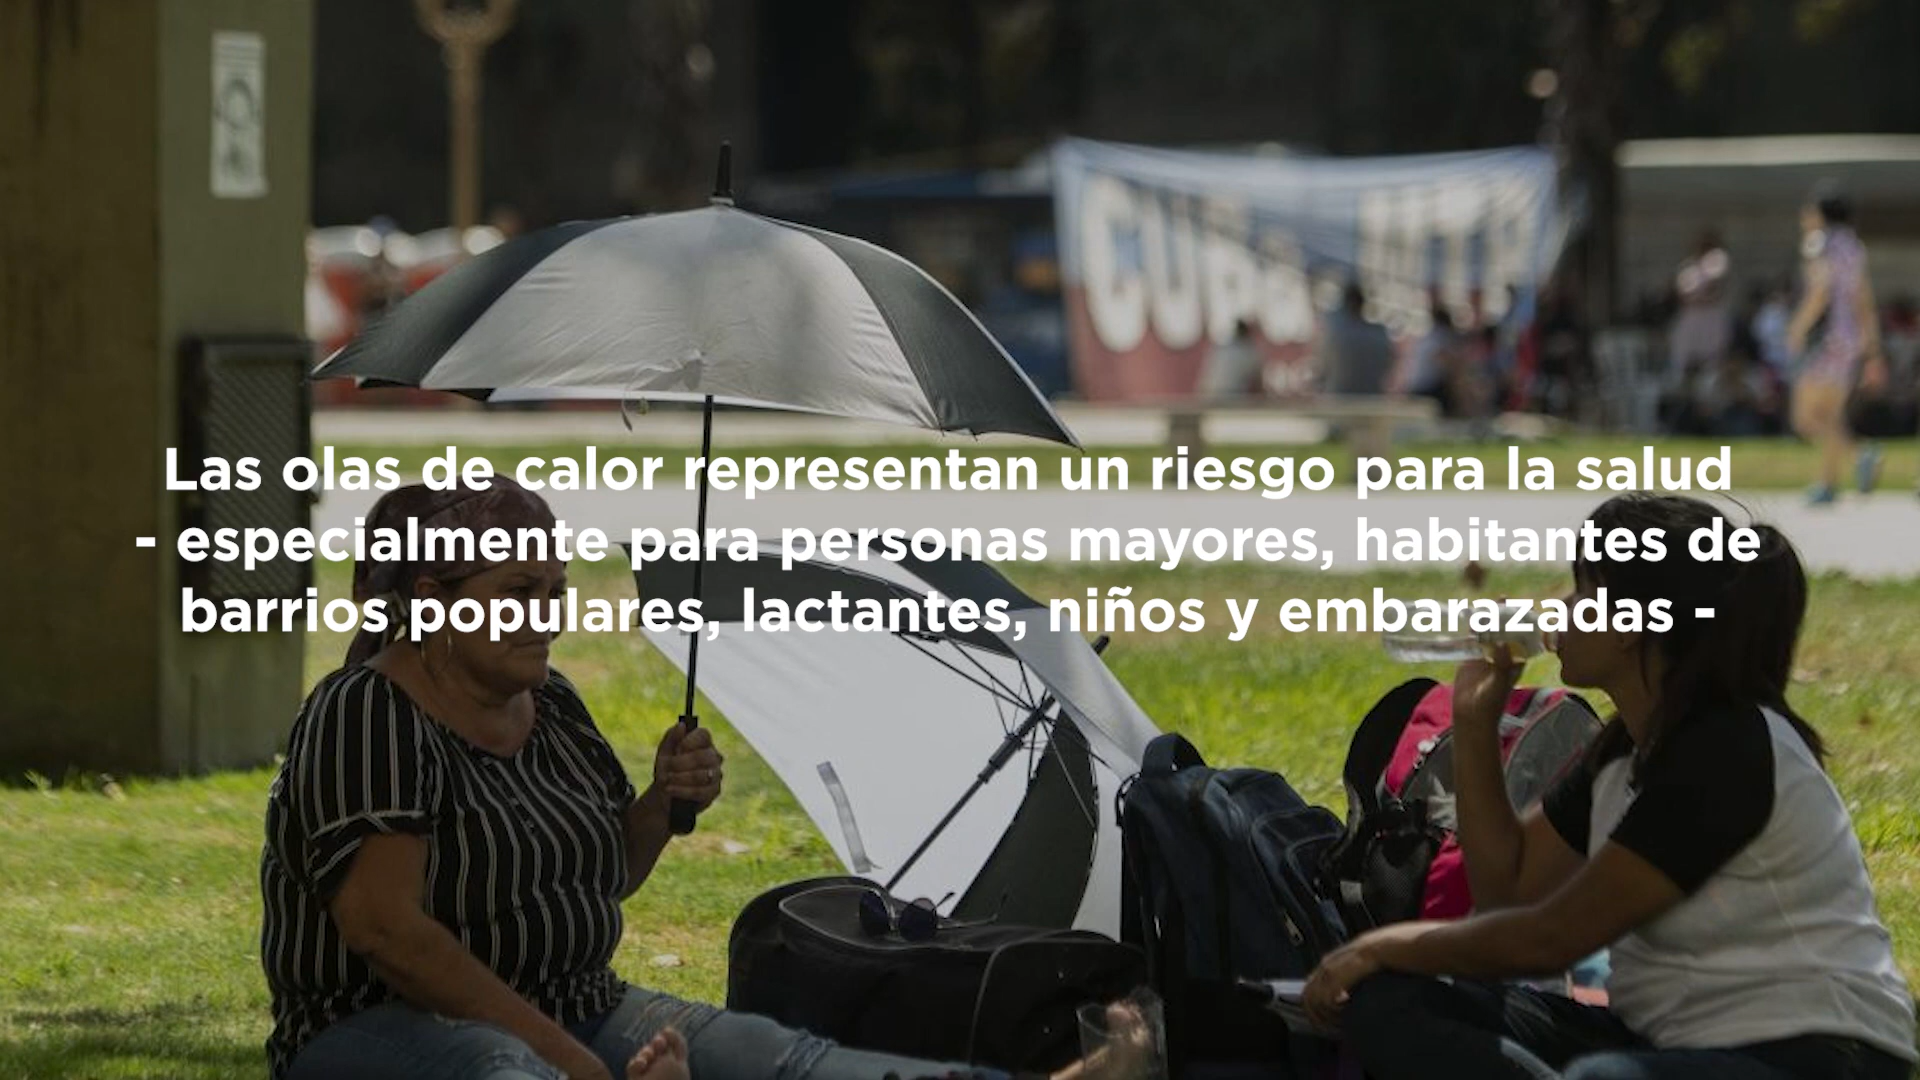 CUBA
Las olas de calor representan un riesgo para la salud
- especialmente para personas mayores, habitantes de
barrios populares, lactantes, niños y embarazadas -